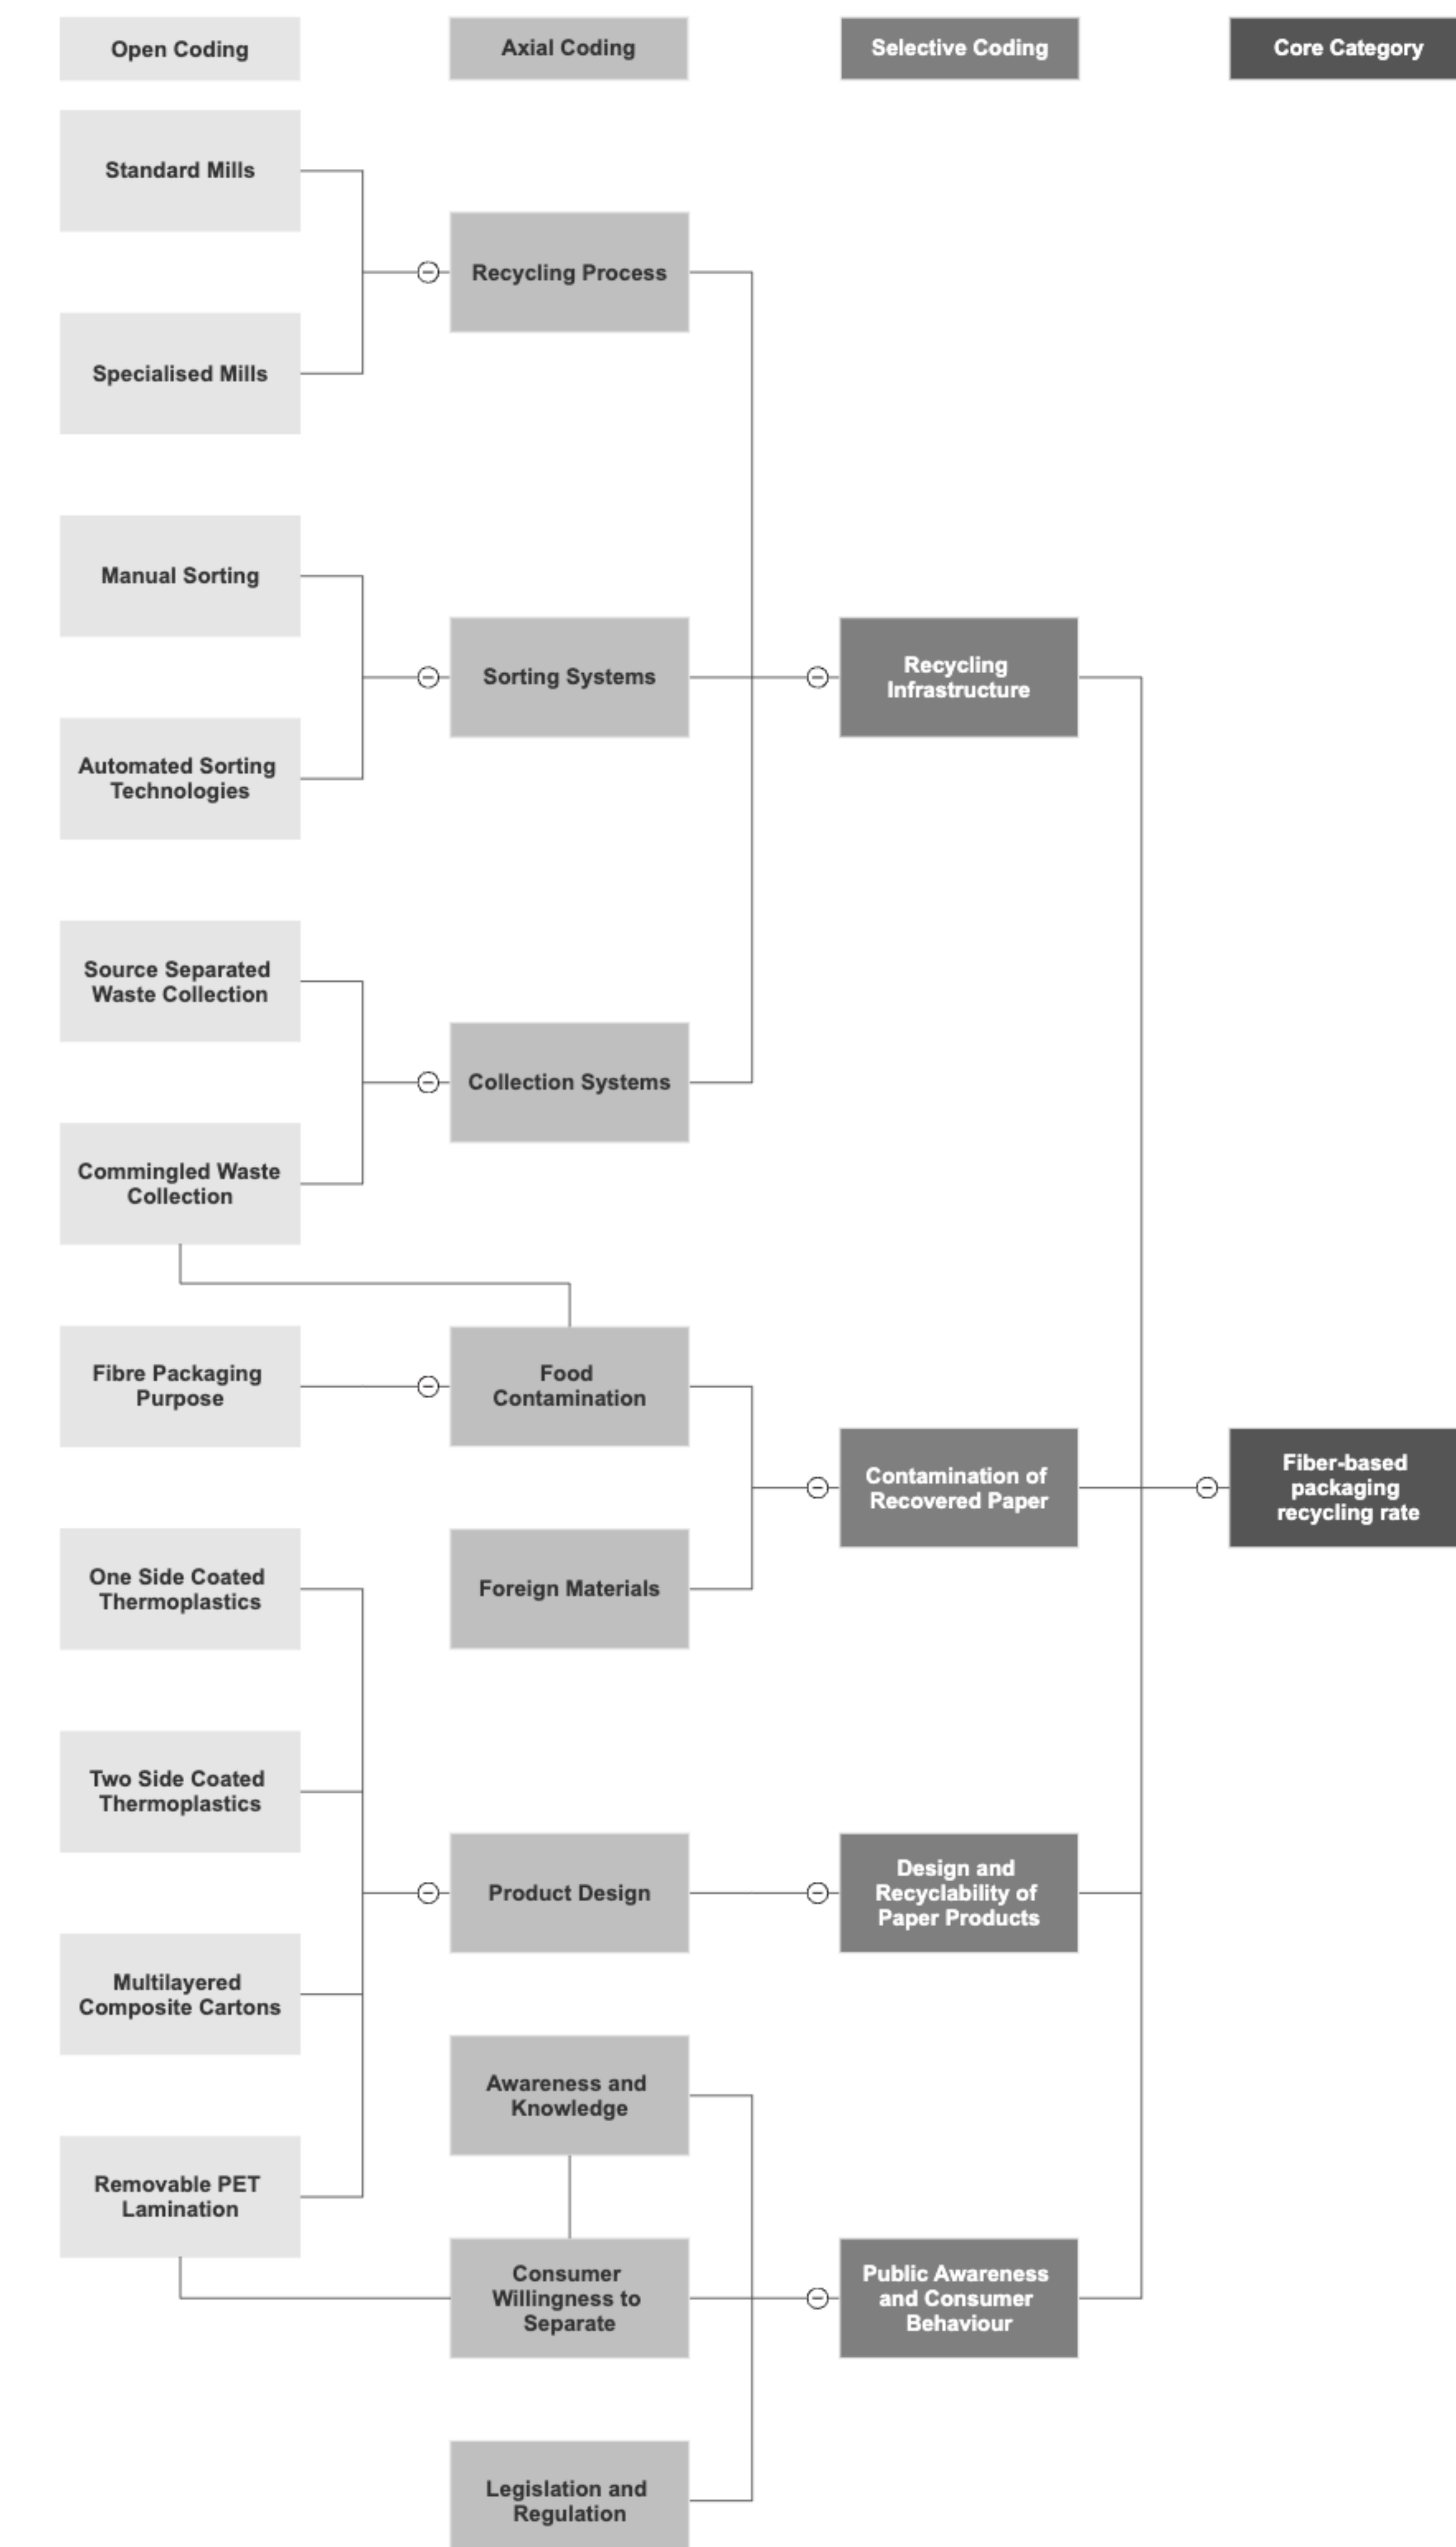 Open Coding
Axial Coding
Selective Coding
Core Category
Standard Mills
Recycling Process
Specialised Mills
Manual Sorting
Sorting Systems
Recycling
Infrastructure
Automated Sorting
Technologies
Source Separated
Waste Collection
Collection Systems
Commingled Waste
Collection
Fibre Packaging
Purpose
Food
Contamination
Contamination of
Recovered Paper
Fiber-based
packaging
recycling rate
One Side Coated
Thermoplastics
Foreign Materials
Two Side Coated
Thermoplastics
Product Design
Design and
Recyclability of
Paper Products
Multilayered
Composite Cartons
Awareness and
Knowledge
Removable PET
Lamination
Consumer
Willingness to
Separate
Public Awareness
and Consumer
Behaviour
Legislation and
Regulation